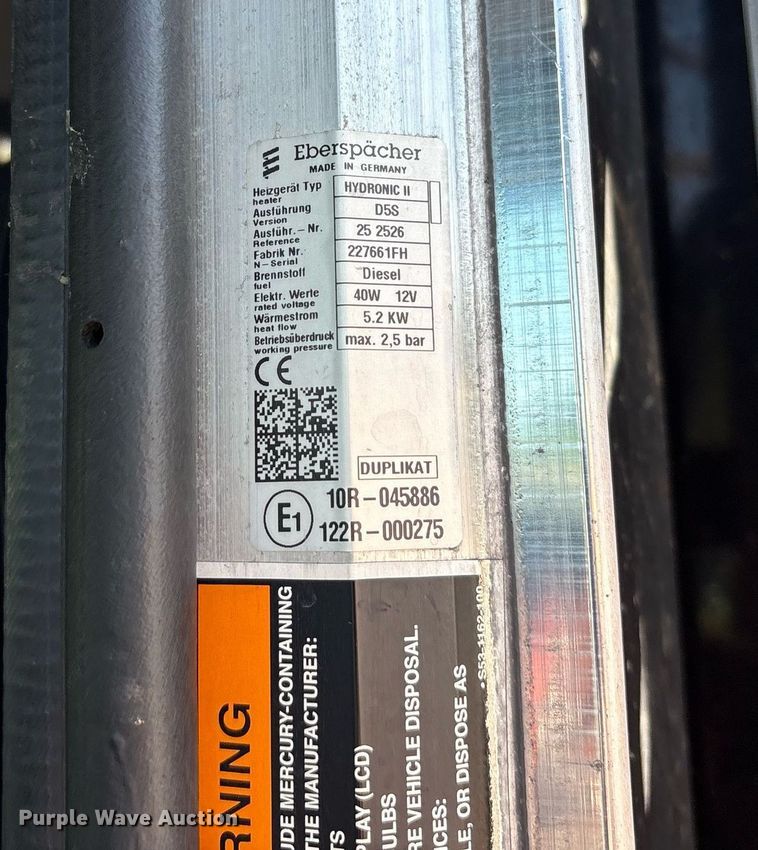 Eberspächer
MADE IN GERMANY
Heizgerät Typ HYDRONIC II
heater
Ausführung D5S
Version
Ausführ.-Nr. 25 2526
Reference
Fabrik Nr. 227661FH
N-Serial
Brennstoff Diesel
fuel
Elektr. Werte 40W 12V
rated voltage
Wärmestrom 5.2 KW
heat flow
Betriebsüberdruck max. 2,5 bar
working pressure
CE
DUPLIKAT
E1
10R-045886
122R-000275
RNING
UDE MERCURY-CONTAINING
THE MANUFACTURER:
TS
PLAY (LCD)
ULBS
RE VEHICLE DISPOSAL.
ICES:
LE, OR DISPOSE AS
Purple Wave Auction